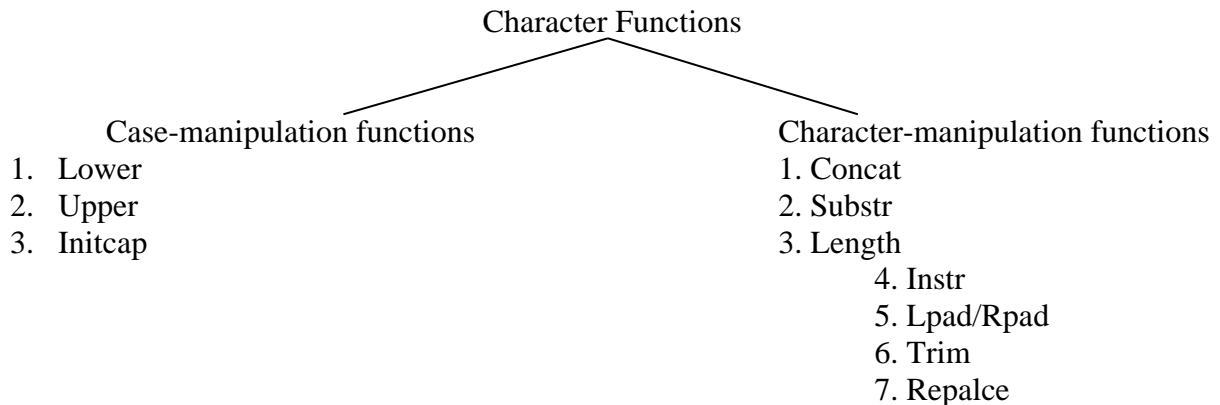 Character Functions
Case-manipulation functions
1. Lower
2. Upper
3. Initcap
Character-manipulation functions
1. Concat
2. Substr
3. Length
4. Instr
5. Lpad/Rpad
6. Trim
7. Repalce